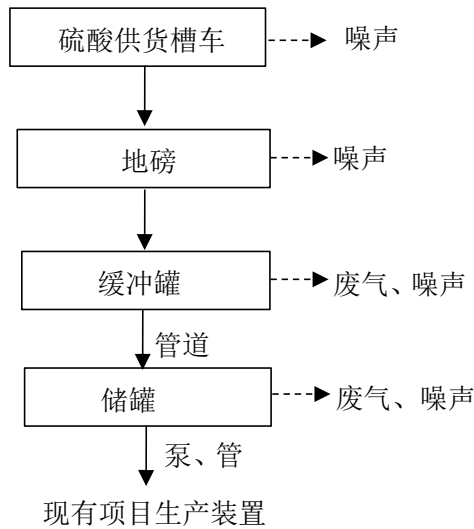 硫酸供货槽车
噪声
地磅
噪声
缓冲罐
废气、噪声
管道
储罐
废气、噪声
泵、管
现有项目生产装置